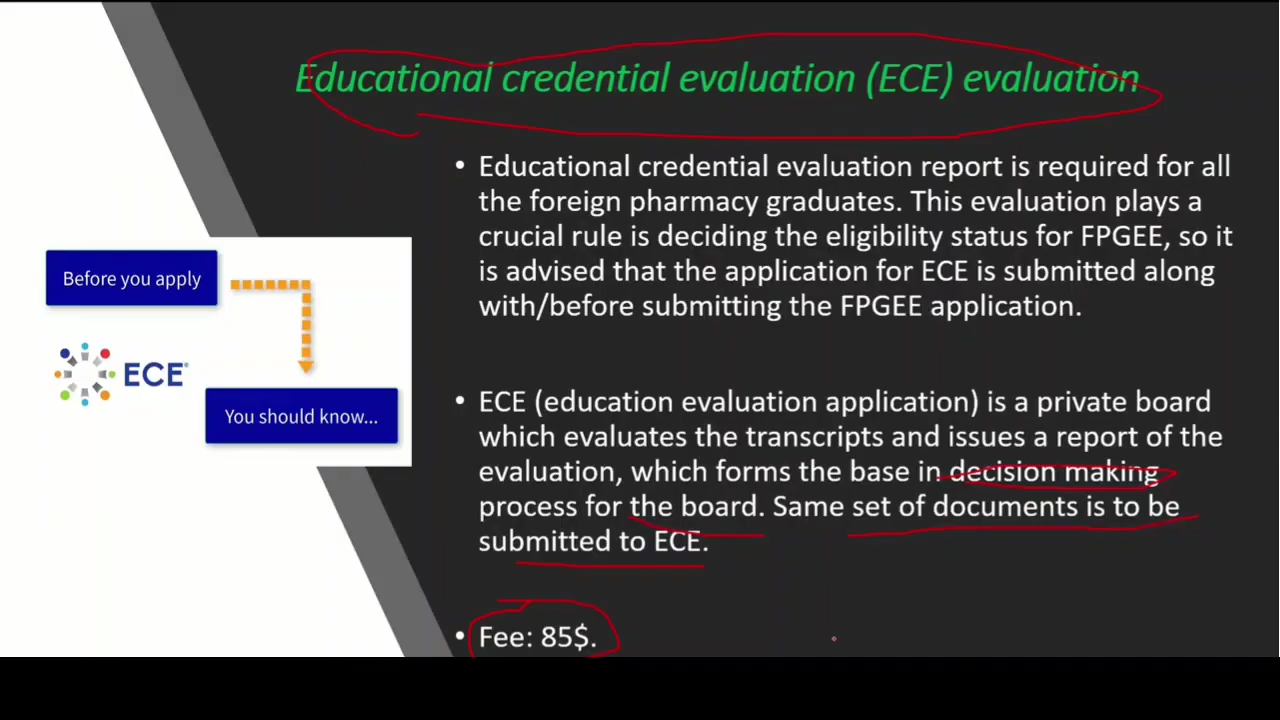 Educational credential evaluation (ECE) evaluation
• Educational credential evaluation report is required for all
the foreign pharmacy graduates. This evaluation plays a
crucial rule is deciding the eligibility status for FPGEE, so it
is advised that the application for ECE is submitted along
with/before submitting the FPGEE application.
• ECE (education evaluation application) is a private board
which evaluates the transcripts and issues a report of the
evaluation, which forms the base in decision making
process for the board. Same set of documents is to be
submitted to ECE.
• Fee: 85$.
Before you apply
ECE®
You should know...